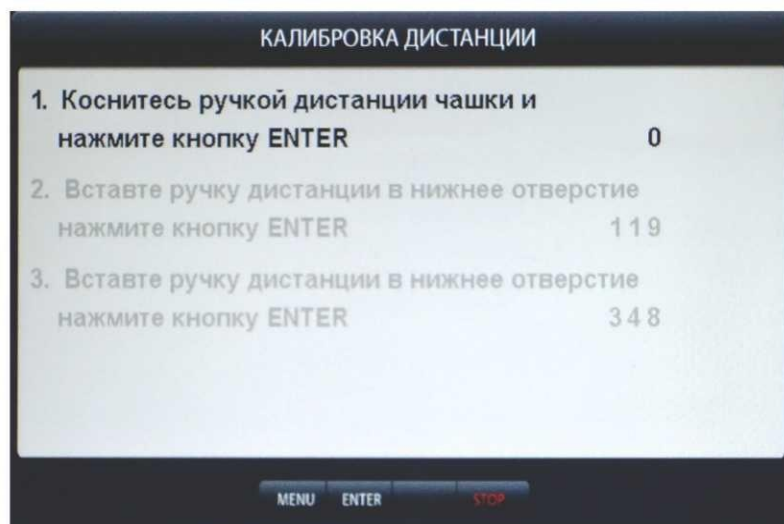 КАЛИБРОВКА ДИСТАНЦИИ
1. Коснитесь ручкой дистанции чашки и
нажмите кнопку ENTER 0
2. Вставте ручку дистанции в нижнее отверстие
нажмите кнопку ENTER 119
3. Вставте ручку дистанции в нижнее отверстие
нажмите кнопку ENTER 348
MENU ENTER STOP